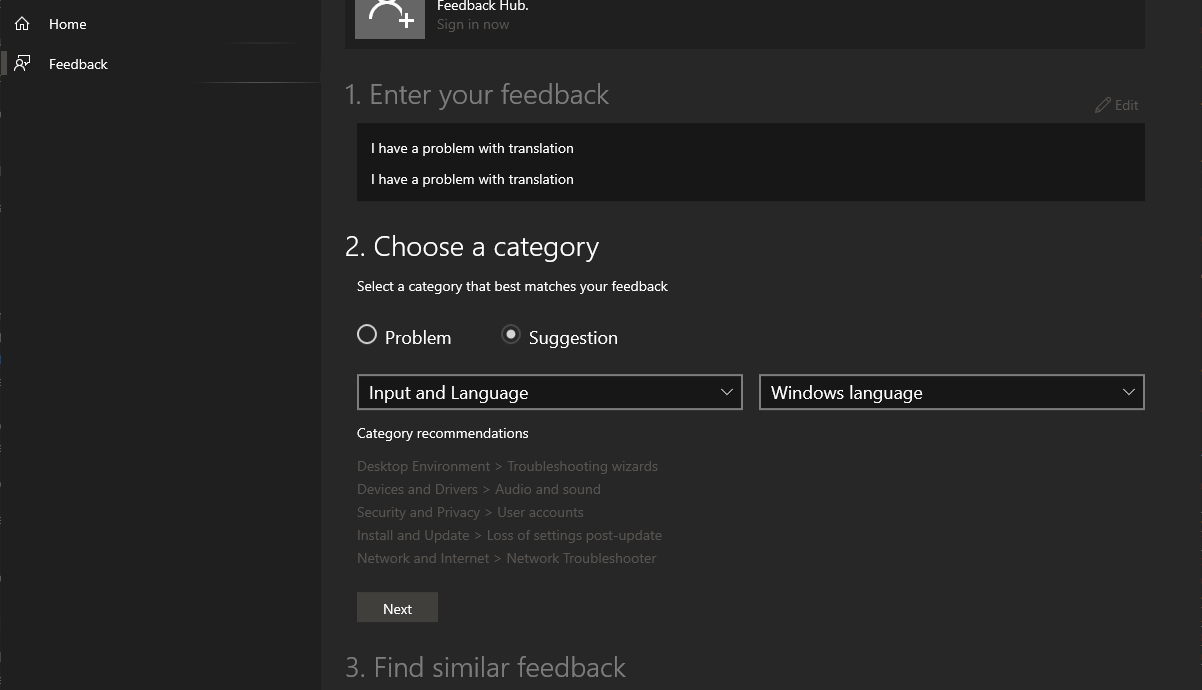 Home
Feedback
Feedback Hub.
Sign in now
1. Enter your feedback
Edit
I have a problem with translation
I have a problem with translation
2. Choose a category
Select a category that best matches your feedback
Problem Suggestion
Input and Language Windows language
Category recommendations
Desktop Environment > Troubleshooting wizards
Devices and Drivers > Audio and sound
Security and Privacy > User accounts
Install and Update > Loss of settings post-update
Network and Internet > Network Troubleshooter
Next
3. Find similar feedback